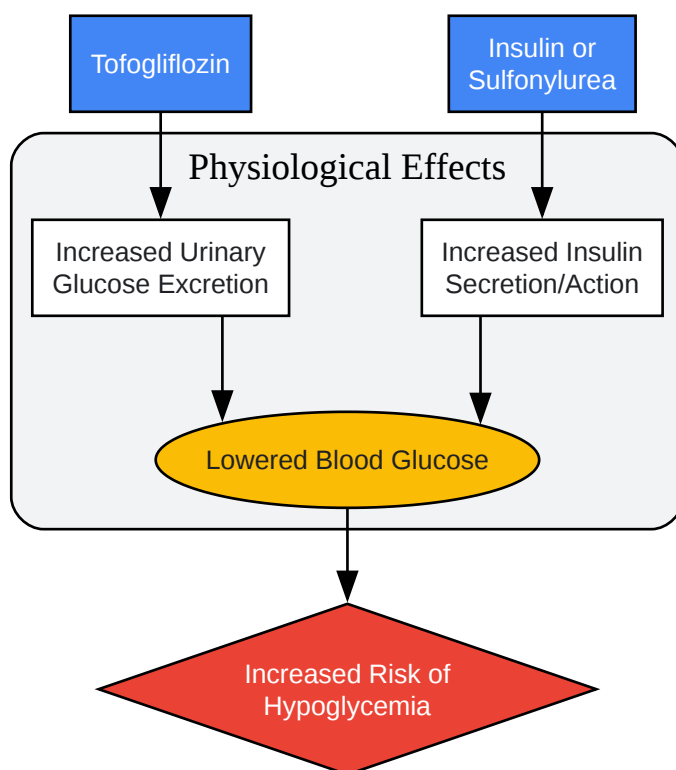 Tofogliflozin
Insulin or
Sulfonylurea
Physiological Effects
Increased Urinary
Glucose Excretion
Increased Insulin
Secretion/Action
Lowered Blood Glucose
Increased Risk of
Hypoglycemia